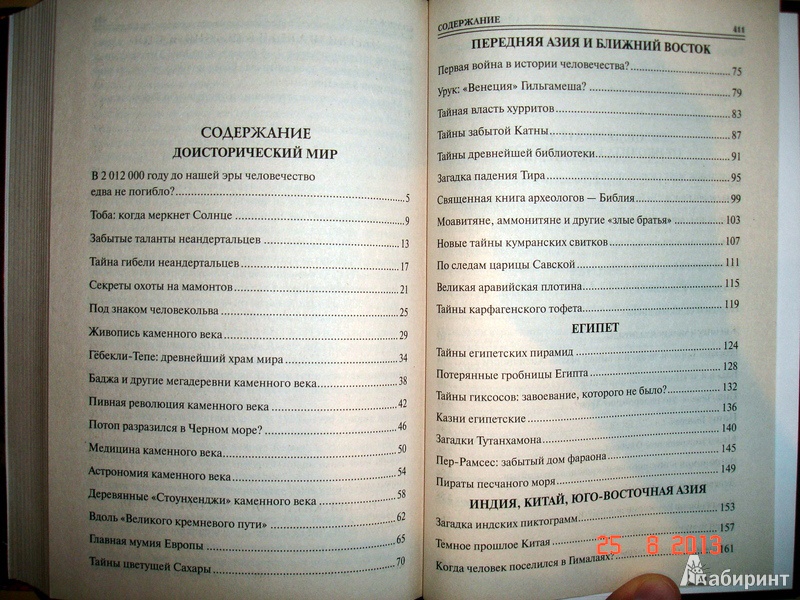 СОДЕРЖАНИЕ
ДОИСТОРИЧЕСКИЙ МИР
В 2 012 000 году до нашей эры человечество
едва не погибло? 5
Тоба: когда меркнет Солнце 9
Забытые таланты неандертальцев 13
Тайна гибели неандертальцев 17
Секреты охоты на мамонтов 21
Под знаком человекольва 25
Живопись каменного века 29
Гёбекли-Тепе: древнейший храм мира 34
Баджа и другие мегадеревни каменного века 38
Пивная революция каменного века 42
Потоп разразился в Черном море? 46
Медицина каменного века 50
Астрономия каменного века 54
Деревянные «Стоунхенджи» каменного века 58
Вдоль «Великого кремневого пути» 62
Главная мумия Европы 65
Тайны цветущей Сахары 70
СОДЕРЖАНИЕ 411
ПЕРЕДНЯЯ АЗИЯ И БЛИЖНИЙ ВОСТОК
Первая война в истории человечества? 75
Урук: «Венеция» Гильгамеша? 79
Тайная власть хурритов 83
Тайны забытой Катны 87
Тайны древнейшей библиотеки 91
Загадка падения Тира 95
Священная книга археологов — Библия 99
Моавитяне, аммонитяне и другие «злые братья» 103
Новые тайны кумранских свитков 107
По следам царицы Савской 111
Великая аравийская плотина 115
Тайны карфагенского тофета 119
ЕГИПЕТ
Тайны египетских пирамид 124
Потерянные гробницы Египта 128
Тайны гиксосов: завоевание, которого не было? 132
Казни египетские 136
Загадки Тутанхамона 140
Пер-Рамсес: забытый дом фараона 145
Пираты песчаного моря 149
ИНДИЯ, КИТАЙ, ЮГО-ВОСТОЧНАЯ АЗИЯ
Загадка индских пиктограмм 153
Темное прошлое Китая 157
Когда человек поселился в Гималаях? 161
25 8 2013
Лабиринт